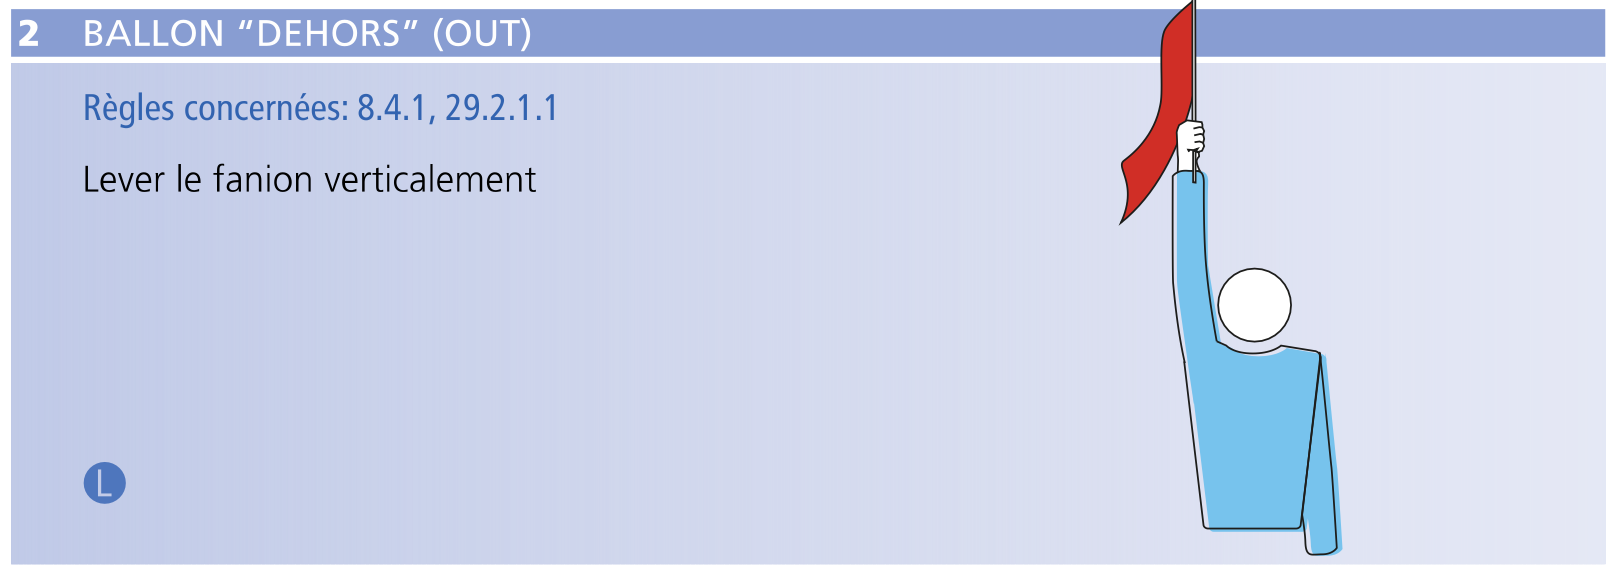 2 BALLON “DEHORS” (OUT)
Règles concernées: 8.4.1, 29.2.1.1
Lever le fanion verticalement
L